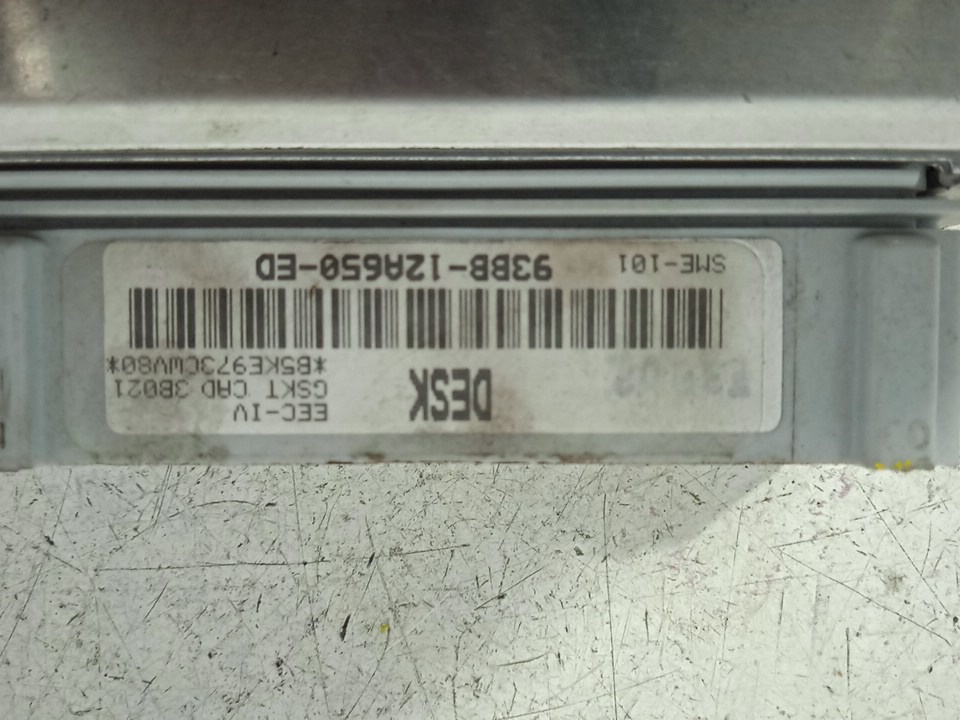 EEC-IV DESK
GSKT CAD 3B021
*B5KE973CWV80*
SME-101 93BB-12A650-ED